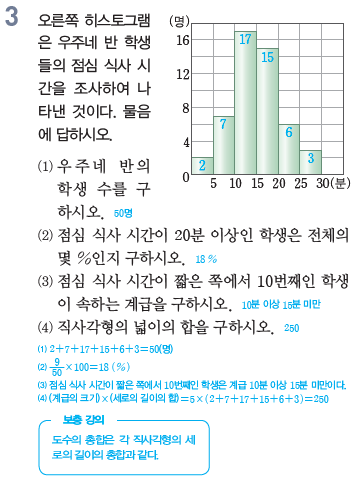 3 오른쪽 히스토그램
은 우주네 반 학생
들의 점심 식사 시
간을 조사하여 나
타낸 것이다. 물음
에 답하시오.
(명)
16
12
8
4
0
2
7
17
15
6
3
5 10 15 20 25 30(분)
(1) 우주네 반의
학생 수를 구
하시오. 50명
(2) 점심 식사 시간이 20분 이상인 학생은 전체의
몇 %인지 구하시오. 18 %
(3) 점심 식사 시간이 짧은 쪽에서 10번째인 학생
이 속하는 계급을 구하시오. 10분 이상 15분 미만
(4) 직사각형의 넓이의 합을 구하시오. 250
(1) 2+7+17+15+6+3=50(명)
(2) 9/50×100=18 (%)
(3) 점심 식사 시간이 짧은 쪽에서 10번째인 학생은 계급 10분 이상 15분 미만이다.
(4) (계급의 크기)×(세로의 길이의 합)=5×(2+7+17+15+6+3)=250
보충 강의
도수의 총합은 각 직사각형의 세
로의 길이의 총합과 같다.